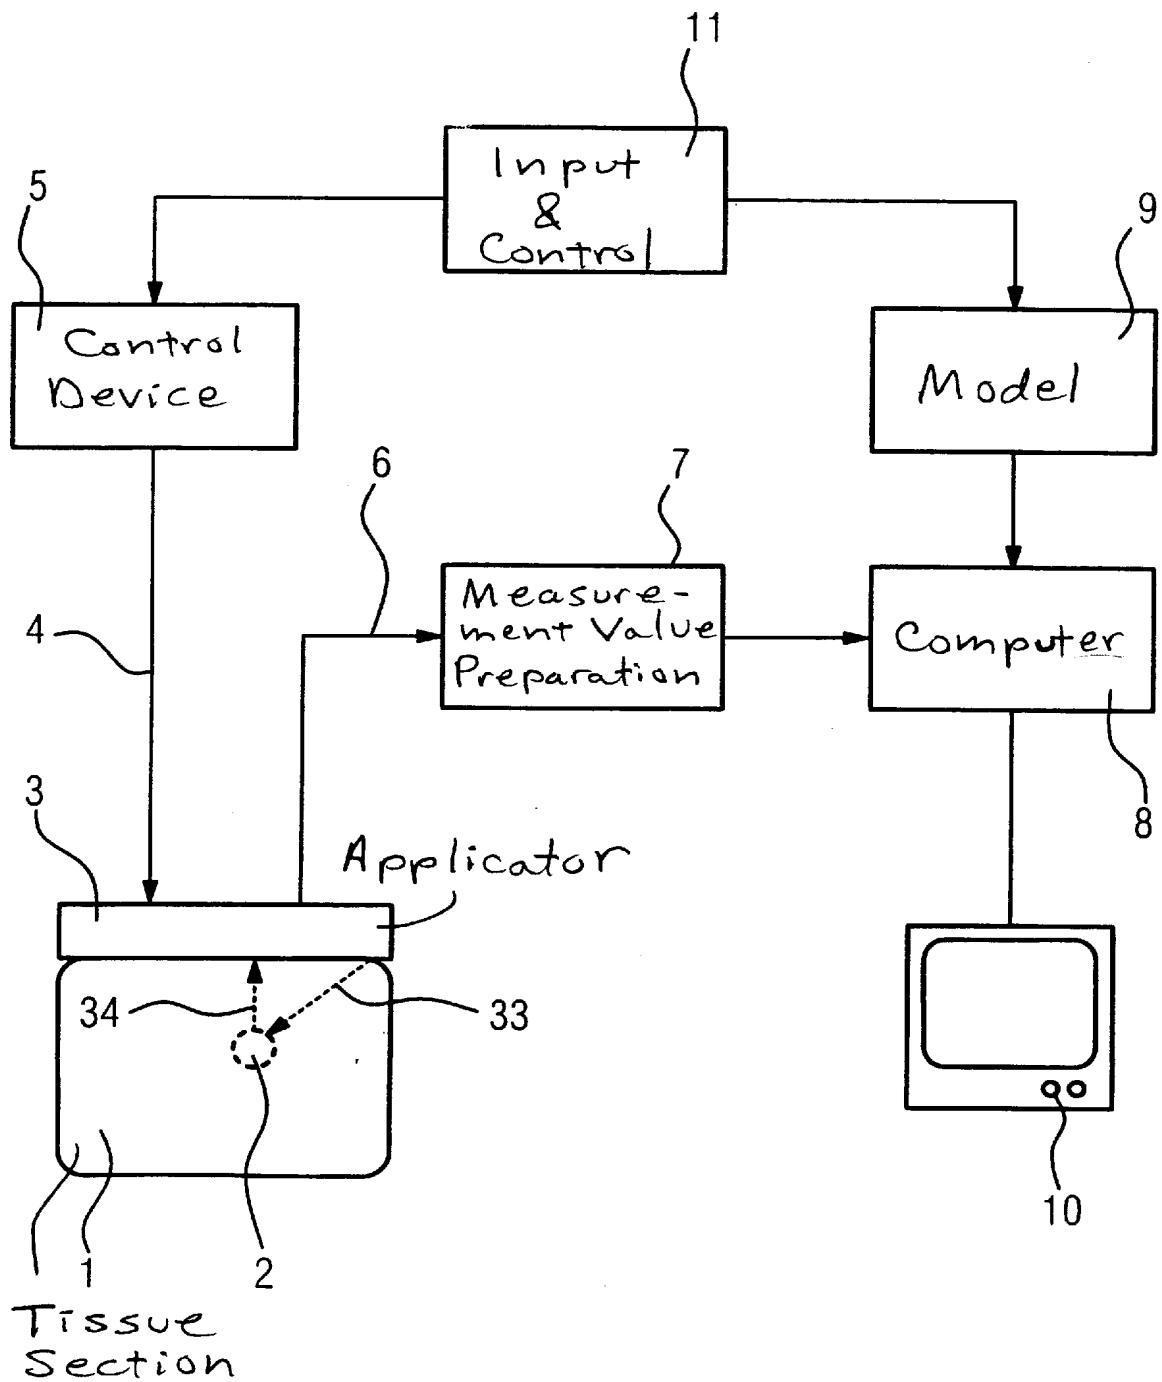 11
Input
&
Control
5
9
Control
Device
Model
6
7
Measure-
ment Value
Preparation
Computer
4
3
8
Applicator
34
33
10
1
2
Tissue
Section